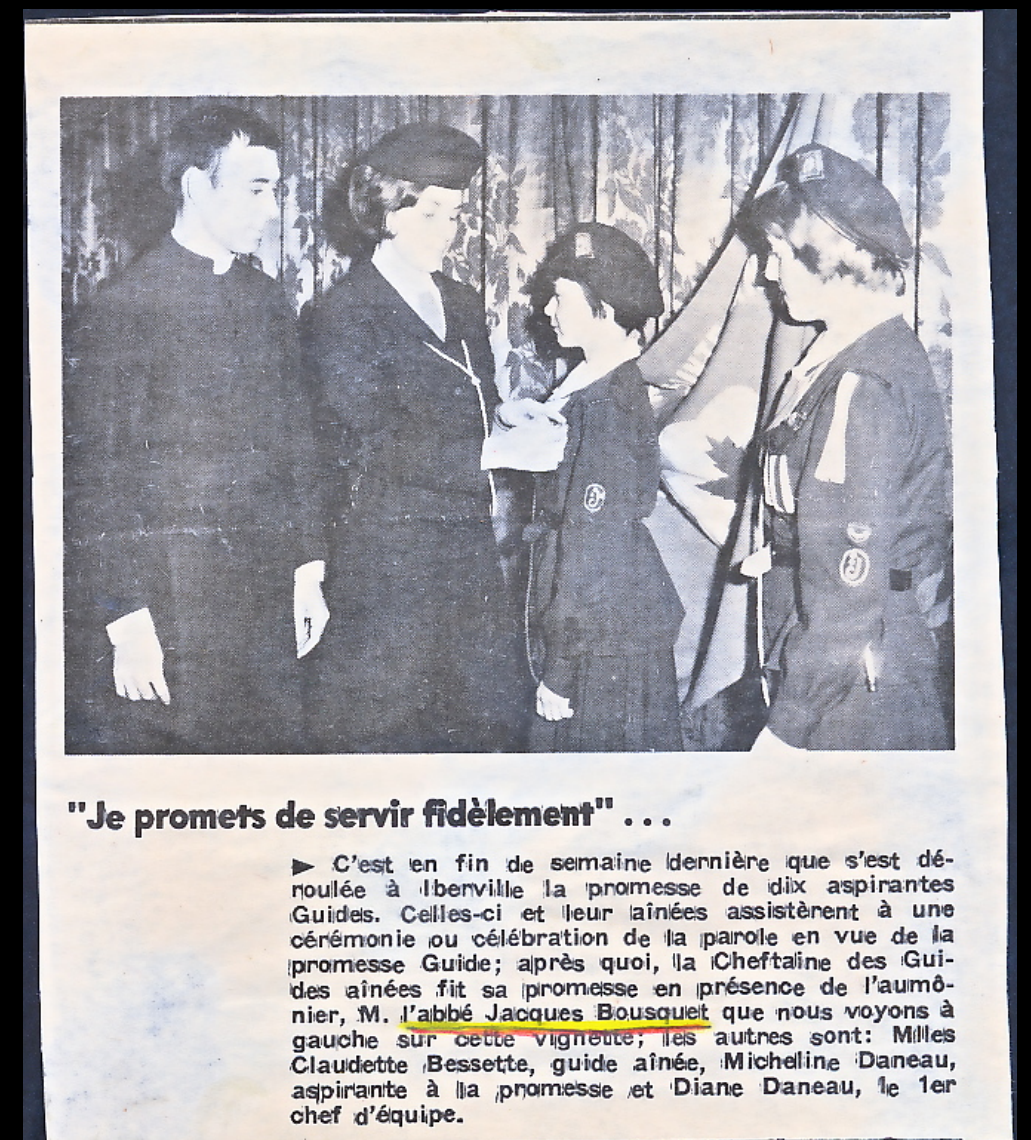 "Je promets de servir fidèlement" . . .
► C'est en fin de semaine dernière que s'est dé-
roulée à Iberville la promesse de dix aspirantes
Guides. Celles-ci et leur aînées assistèrent à une
cérémonie ou célébration de la parole en vue de la
promesse Guide; après quoi, la Cheftaine des Gui-
des aînées fit sa promesse en présence de l'aumô-
nier, M. l'abbé Jacques Bousquet que nous voyons à
gauche sur cette vignette; les autres sont: Mlles
Claudette Bessette, guide aînée, Micheline Daneau,
aspirante à la promesse et Diane Daneau, le 1er
chef d'équipe.